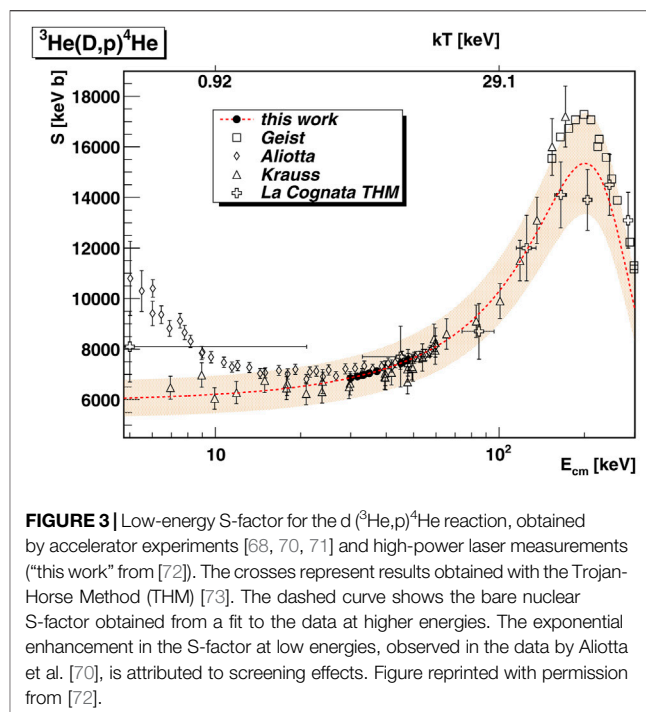 ³He(D,p)⁴He
kT [keV]
0.92
29.1
S [keV b]
18000
16000
14000
12000
10000
8000
6000
this work
Geist
Aliotta
Krauss
La Cognata THM
10
10²
E_cm [keV]
FIGURE 3 | Low-energy S-factor for the d (³He,p)⁴He reaction, obtained
by accelerator experiments [68, 70, 71] and high-power laser measurements
(“this work” from [72]). The crosses represent results obtained with the Trojan-
Horse Method (THM) [73]. The dashed curve shows the bare nuclear
S-factor obtained from a fit to the data at higher energies. The exponential
enhancement in the S-factor at low energies, observed in the data by Aliotta
et al. [70], is attributed to screening effects. Figure reprinted with permission
from [72].